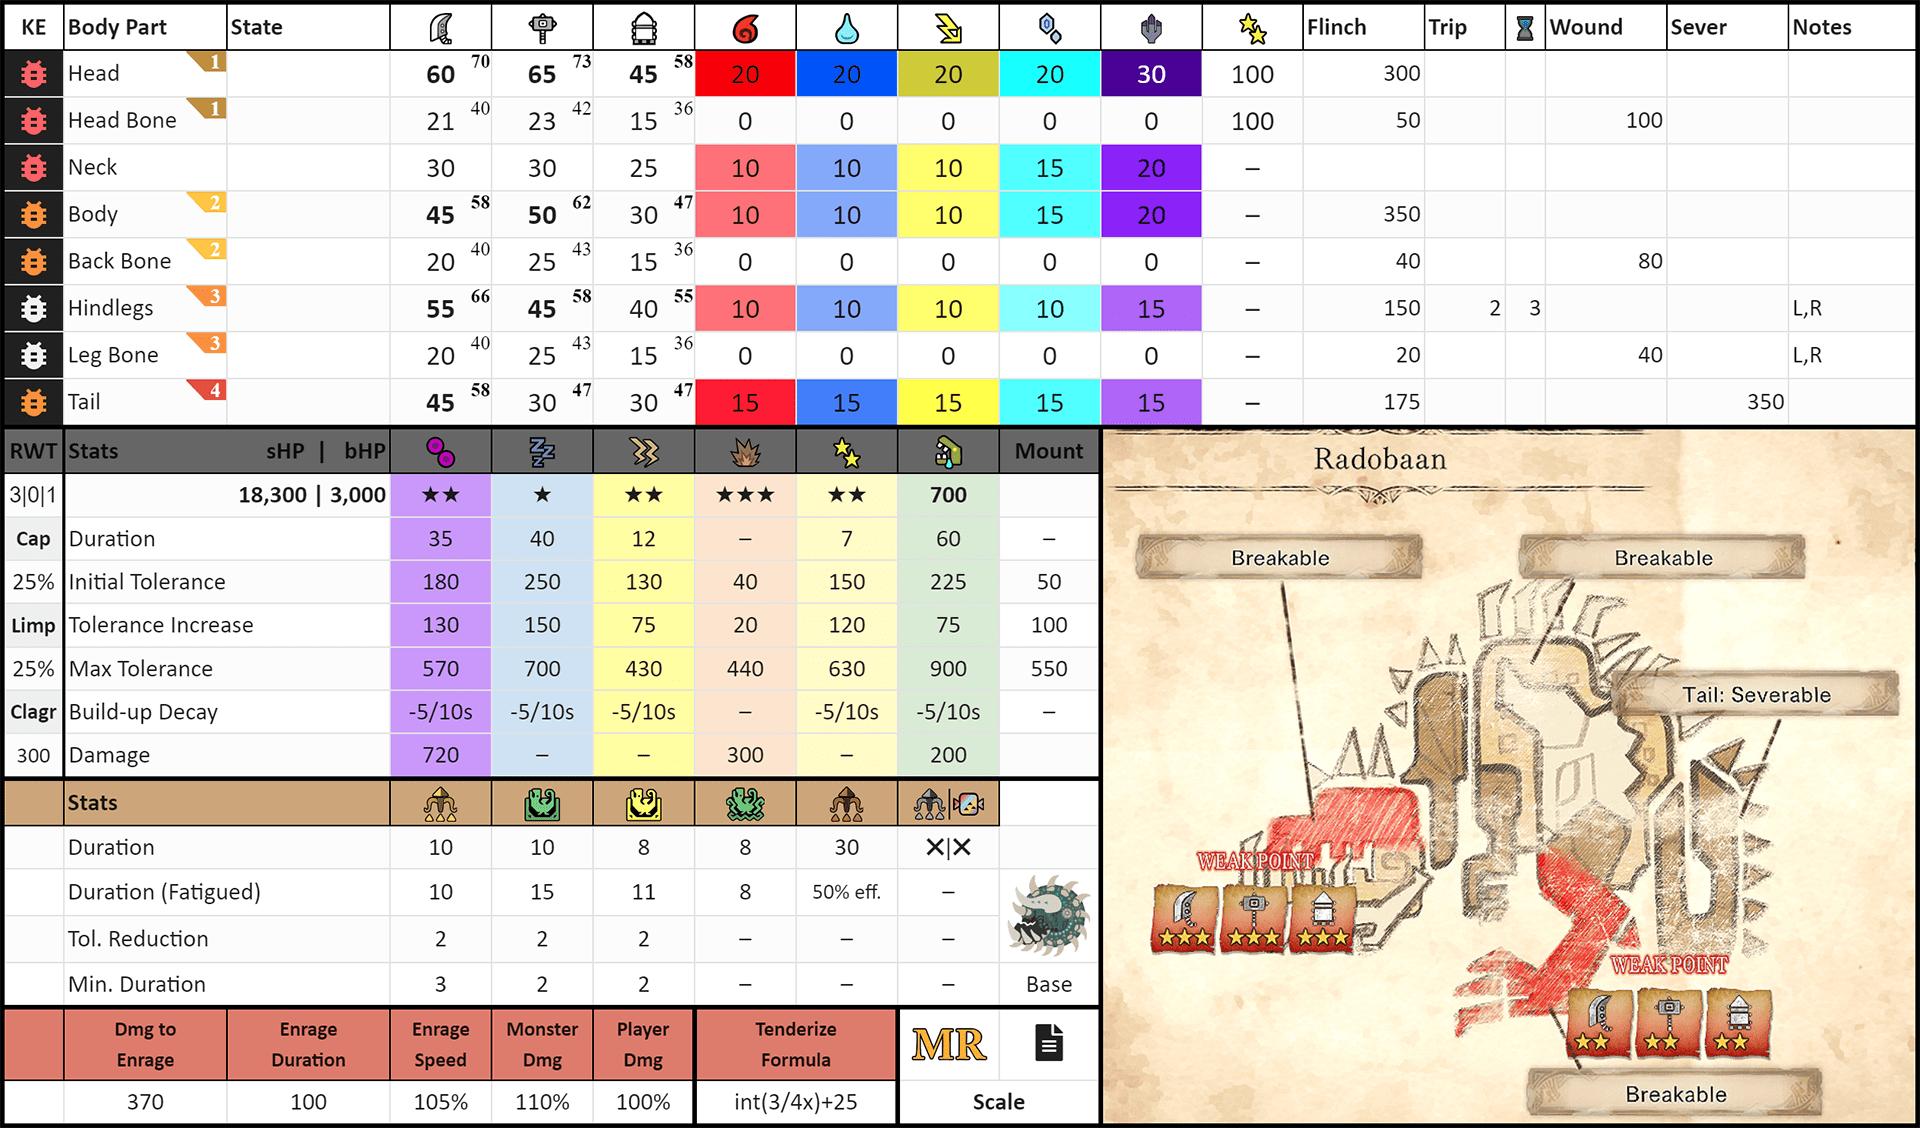 KE Body Part State Flinch Trip Wound Sever Notes
Head 1 60 70 65 73 45 58 20 20 20 20 30 100 300
Head Bone 1 21 40 23 42 15 36 0 0 0 0 0 100 50 100
Neck 30 30 25 10 10 10 15 20 –
Body 2 45 58 50 62 30 47 10 10 10 15 20 – 350
Back Bone 2 20 40 25 43 15 36 0 0 0 0 0 – 40 80
Hindlegs 3 55 66 45 58 40 55 10 10 10 10 15 – 150 2 3 L,R
Leg Bone 3 20 40 25 43 15 36 0 0 0 0 0 – 20 40 L,R
Tail 4 45 58 30 47 30 47 15 15 15 15 15 – 175 350
RWT Stats sHP | bHP Mount
3|0|1 18,300 | 3,000 ★★ ★ ★★ ★★★ ★★ 700
Cap Duration 35 40 12 – 7 60 –
25% Initial Tolerance 180 250 130 40 150 225 50
Limp Tolerance Increase 130 150 75 20 120 75 100
25% Max Tolerance 570 700 430 440 630 900 550
Clagr Build-up Decay -5/10s -5/10s -5/10s – -5/10s -5/10s –
300 Damage 720 – – 300 – 200
Stats
Duration 10 10 8 8 30 ✕|✕
Duration (Fatigued) 10 15 11 8 50% eff. –
Tol. Reduction 2 2 2 – – –
Min. Duration 3 2 2 – – – Base
Dmg to Enrage Enrage Duration Enrage Speed Monster Dmg Player Dmg Tenderize Formula MR
370 100 105% 110% 100% int(3/4x)+25 Scale
Radobaan
Breakable
Breakable
Tail: Severable
WEAK POINT
WEAK POINT
Breakable